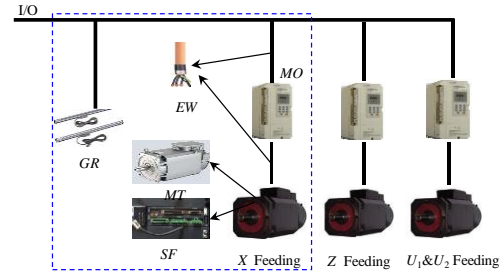 I/O
MO
EW
GR
MT
SF
X Feeding
Z Feeding
U1&U2 Feeding